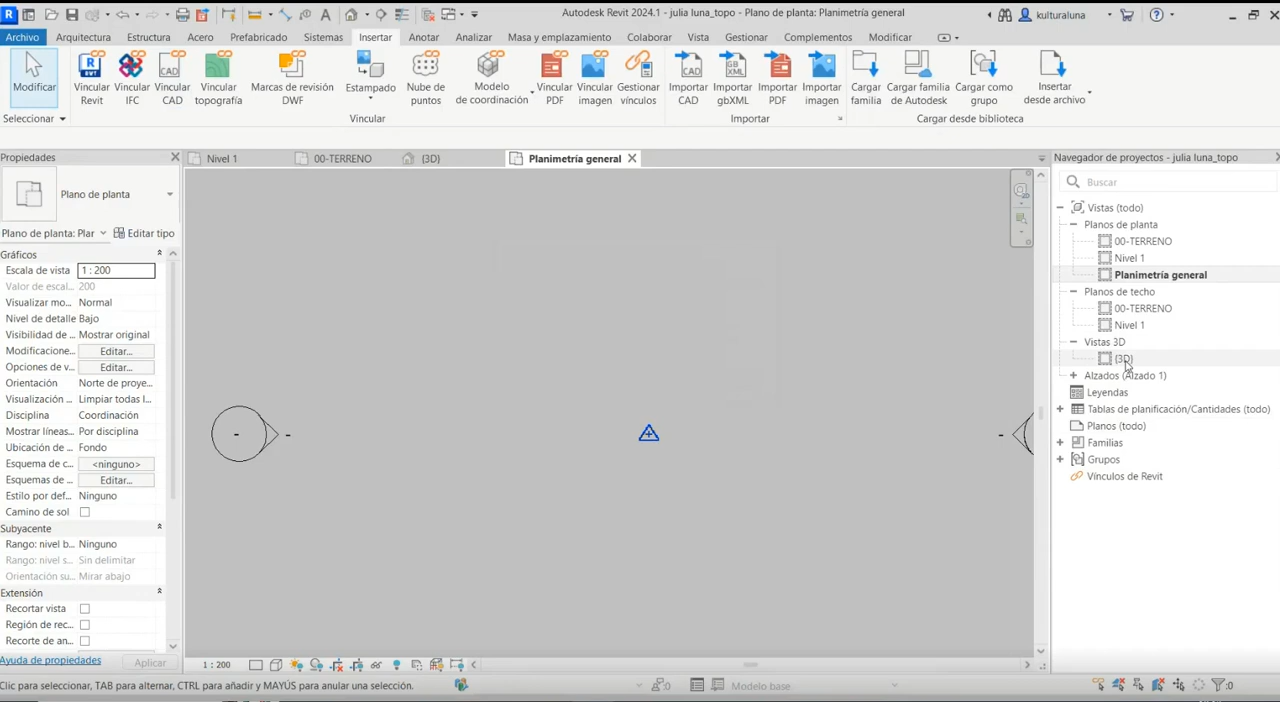 Autodesk Revit 2024.1 - julia luna_topo - Plano de planta: Planimetría general
kulturaluna
Archivo Arquitectura Estructura Acero Prefabricado Sistemas Insertar Anotar Analizar Masa y emplazamiento Colaborar Vista Gestionar Complementos Modificar
Modificar
Vincular Revit
Vincular IFC
Vincular CAD
Vincular topografía
Marcas de revisión DWF
Estampado
Nube de puntos
Modelo de coordinación
Vincular PDF
Vincular imagen
Gestionar vínculos
Importar CAD
Importar gbXML
Importar PDF
Importar imagen
Cargar familia
Cargar familia de Autodesk
Cargar como grupo
Insertar desde archivo
Seleccionar Vincular Importar Cargar desde biblioteca
Propiedades
Nivel 1 00-TERRENO {3D} Planimetría general
Navegador de proyectos - julia luna_topo
Plano de planta
Plano de planta: Plar Editar tipo
Gráficos
Escala de vista 1 : 200
Valor de escal... 200
Visualizar mo... Normal
Nivel de detalle Bajo
Visibilidad de ... Mostrar original
Modificacione... Editar...
Opciones de v... Editar...
Orientación Norte de proye...
Visualización ... Limpiar todas l...
Disciplina Coordinación
Mostrar líneas... Por disciplina
Ubicación de ... Fondo
Esquema de c... <ninguno>
Esquemas de ... Editar...
Estilo por def... Ninguno
Camino de sol
Subyacente
Rango: nivel b... Ninguno
Rango: nivel s... Sin delimitar
Orientación su... Mirar abajo
Extensión
Recortar vista
Región de rec...
Recorte de an...
Ayuda de propiedades Aplicar
Buscar
Vistas (todo)
Planos de planta
00-TERRENO
Nivel 1
Planimetría general
Planos de techo
00-TERRENO
Nivel 1
Vistas 3D
{3D}
Alzados (Alzado 1)
Leyendas
Tablas de planificación/Cantidades (todo)
Planos (todo)
Familias
Grupos
Vínculos de Revit
1 : 200
Clic para seleccionar, TAB para alternar, CTRL para añadir y MAYÚS para anular una selección.
:0
Modelo base
:0